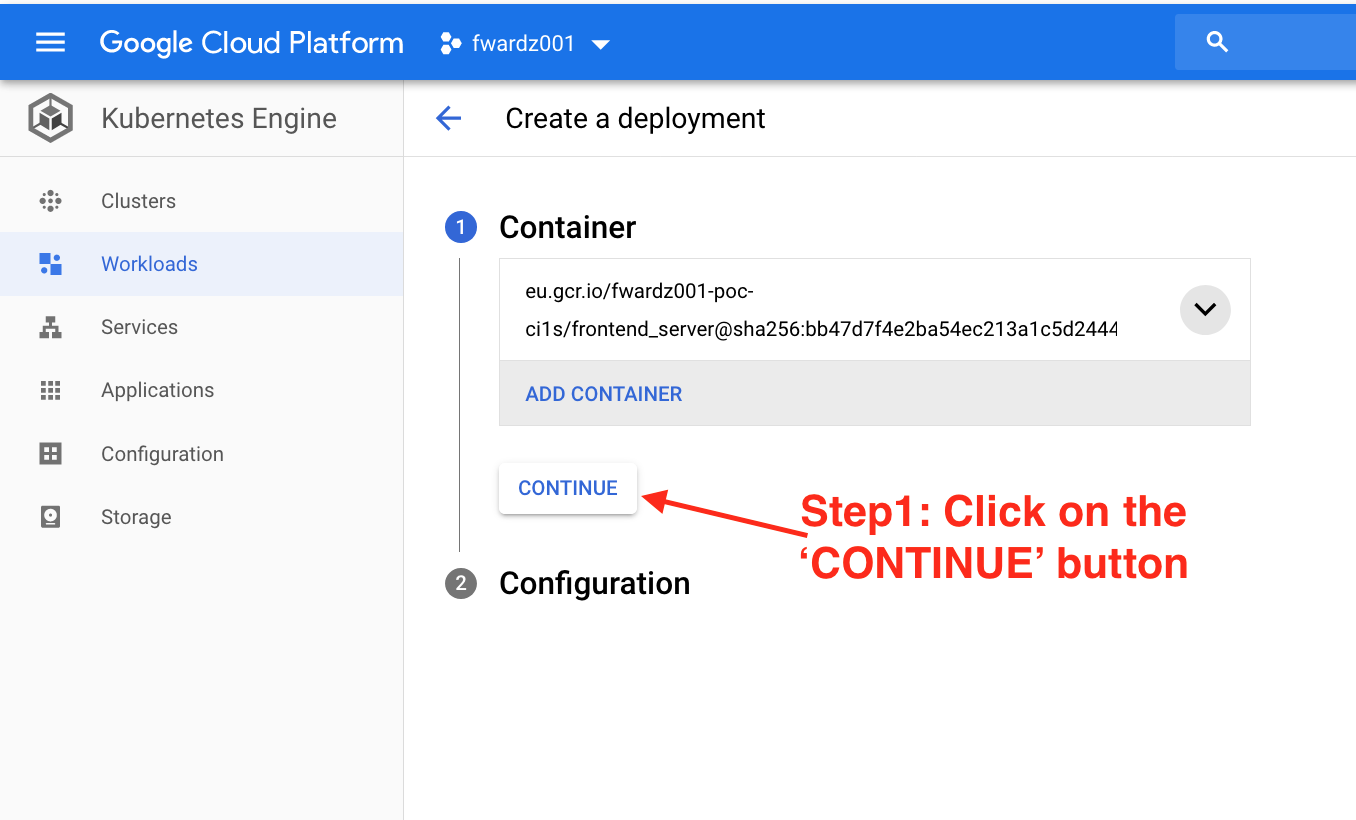 Google Cloud Platform
fwardz001
Kubernetes Engine
Create a deployment
Clusters
Workloads
Services
Applications
Configuration
Storage
1 Container
eu.gcr.io/fwardz001-poc-
ci1s/frontend_server@sha256:bb47d7f4e2ba54ec213a1c5d2444
ADD CONTAINER
CONTINUE
Step1: Click on the
‘CONTINUE’ button
2 Configuration